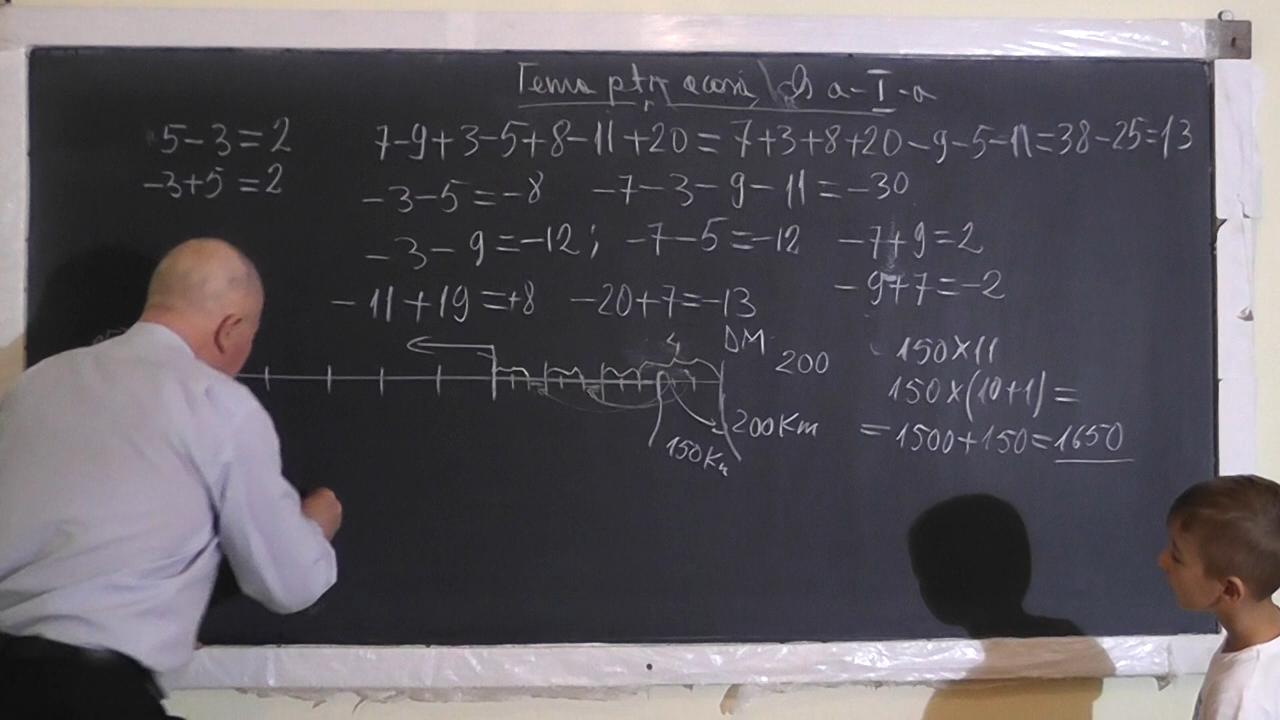 Tema ptr acasă, cls a-I-a
5-3=2
-3+5=2
7-9+3-5+8-11+20=7+3+8+20-9-5-11=38-25=13
-3-5=-8 -7-3-9-11=-30
-3-9=-12; -7-5=-12 -7+9=2
-9+7=-2
-11+19=+8 -20+7=-13
4 DM 200
200Km
150Km
150×11
150×(10+1)=
=1500+150=1650